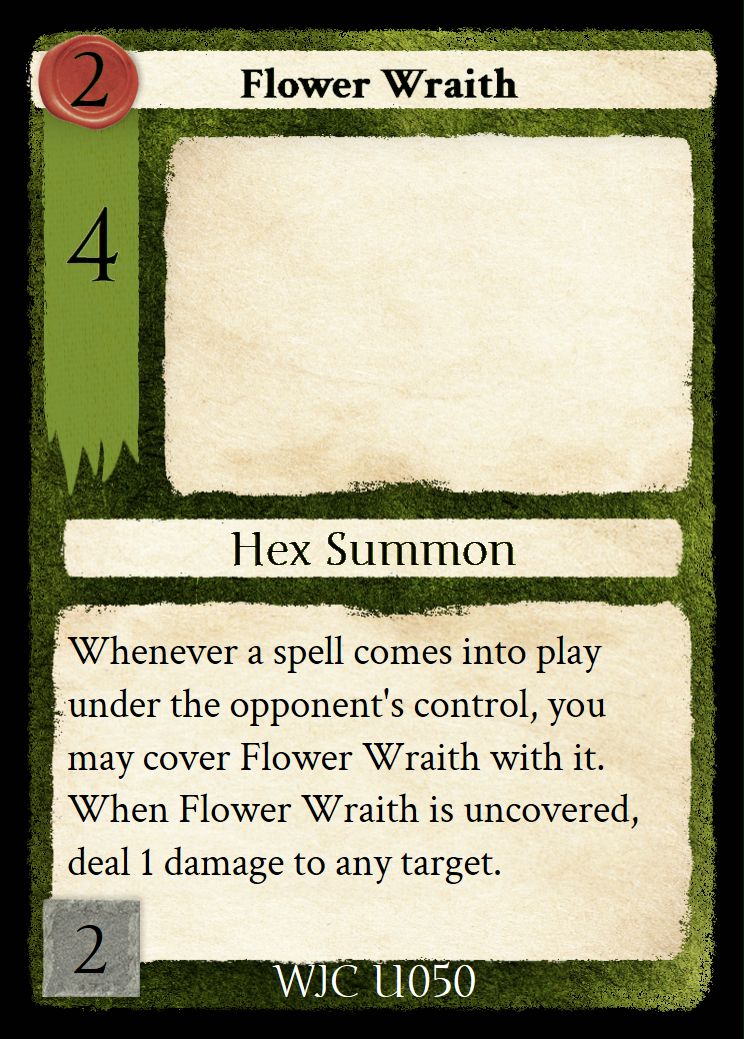 2
Flower Wraith
4
Hex Summon
Whenever a spell comes into play
under the opponent's control, you
may cover Flower Wraith with it.
When Flower Wraith is uncovered,
deal 1 damage to any target.
2
WJC U050